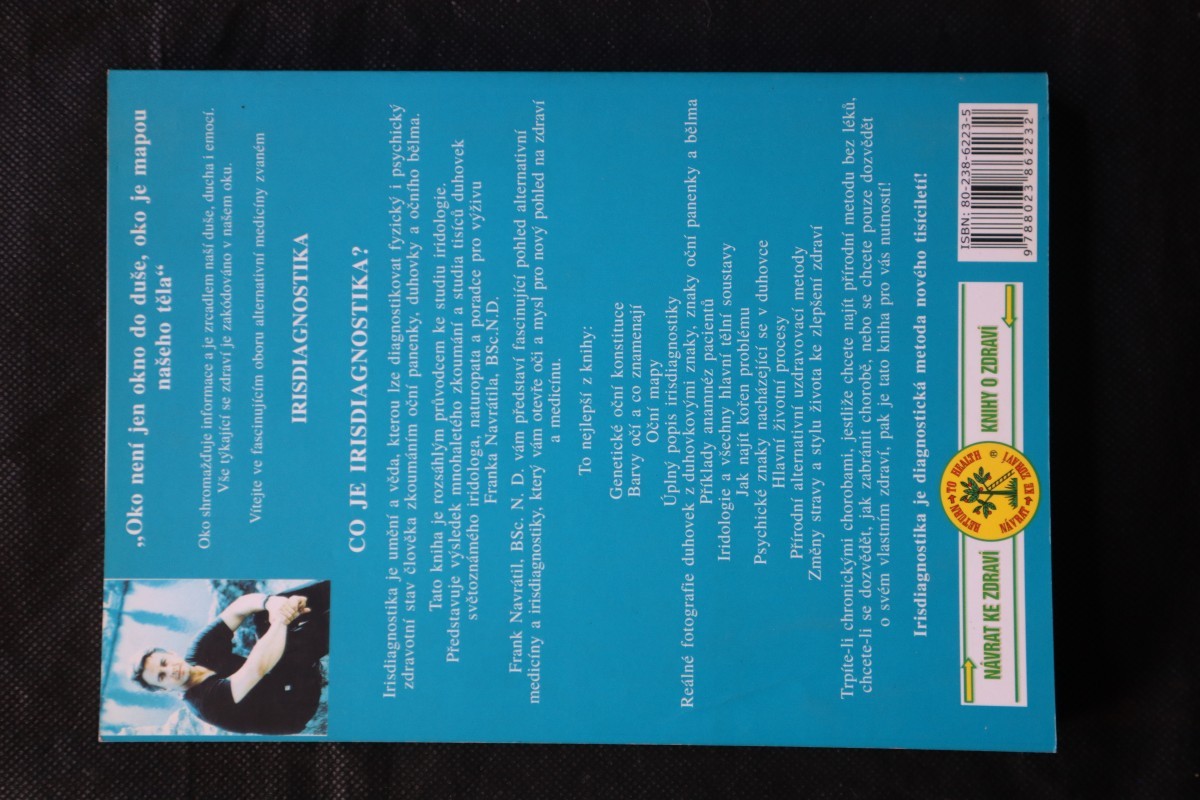 „Oko není jen okno do duše, oko je mapou
našeho těla“
Oko shromažďuje informace a je zrcadlem naší duše, ducha i emocí.
Vše týkající se zdraví je zakódováno v našem oku.
Vítejte ve fascinujícím oboru alternativní medicíny zvaném
IRISDIAGNOSTIKA
CO JE IRISDIAGNOSTIKA?
Irisdiagnostika je umění a věda, kterou lze diagnostikovat fyzický i psychický
zdravotní stav člověka zkoumáním oční panenky, duhovky a očního bělma.
Tato kniha je rozsáhlým průvodcem ke studiu iridologie.
Představuje výsledek mnohaletého zkoumání a studia tisíců duhovek
světoznámého iridologa, naturopata a poradce pro výživu
Franka Navrátila, BSc.N.D.
Frank Navrátil, BSc. N. D. vám představí fascinující pohled alternativní
medicíny a irisdiagnostiky, který vám otevře oči a mysl pro nový pohled na zdraví
a medicínu.
To nejlepší z knihy:
Genetické oční konstituce
Barvy očí a co znamenají
Oční mapy
Úplný popis irisdiagnostiky
Reálné fotografie duhovek z duhovkovými znaky, znaky oční panenky a bělma
Příklady anamnéz pacientů
Iridologie a všechny hlavní tělní soustavy
Jak najít kořen problému
Psychické znaky nacházející se v duhovce
Hlavní životní procesy
Přírodní alternativní uzdravovací metody
Změny stravy a stylu života ke zlepšení zdraví
Trpíte-li chronickými chorobami, jestliže chcete najít přírodní metodu bez léků,
chcete-li se dozvědět, jak zabránit chorobě, nebo se chcete pouze dozvědět
o svém vlastním zdraví, pak je tato kniha pro vás nutností!
Irisdiagnostika je diagnostická metoda nového tisíciletí!
NÁVRAT KE ZDRAVÍ
RETURN TO HEALTH
NÁVRAT KE ZDRAVÍ
®
KNIHY O ZDRAVÍ
ISBN: 80-238-6223-5
9 788023 862232